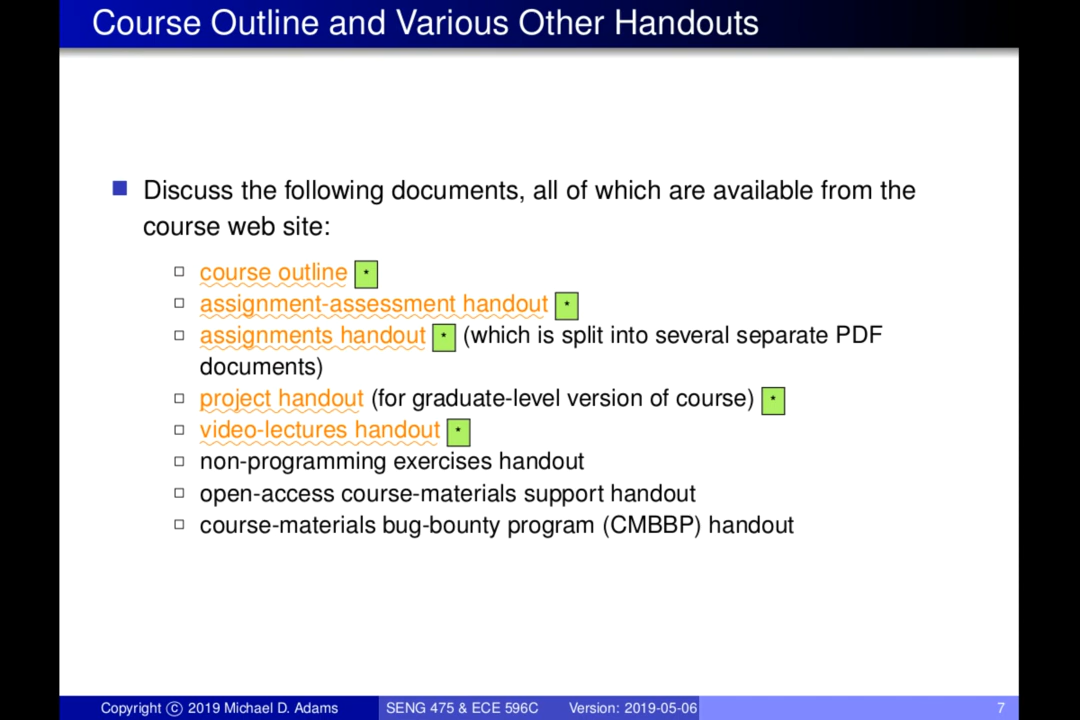 Course Outline and Various Other Handouts
Discuss the following documents, all of which are available from the
course web site:
course outline *
assignment-assessment handout *
assignments handout * (which is split into several separate PDF
documents)
project handout (for graduate-level version of course) *
video-lectures handout *
non-programming exercises handout
open-access course-materials support handout
course-materials bug-bounty program (CMBBP) handout
Copyright © 2019 Michael D. Adams SENG 475 & ECE 596C Version: 2019-05-06 7